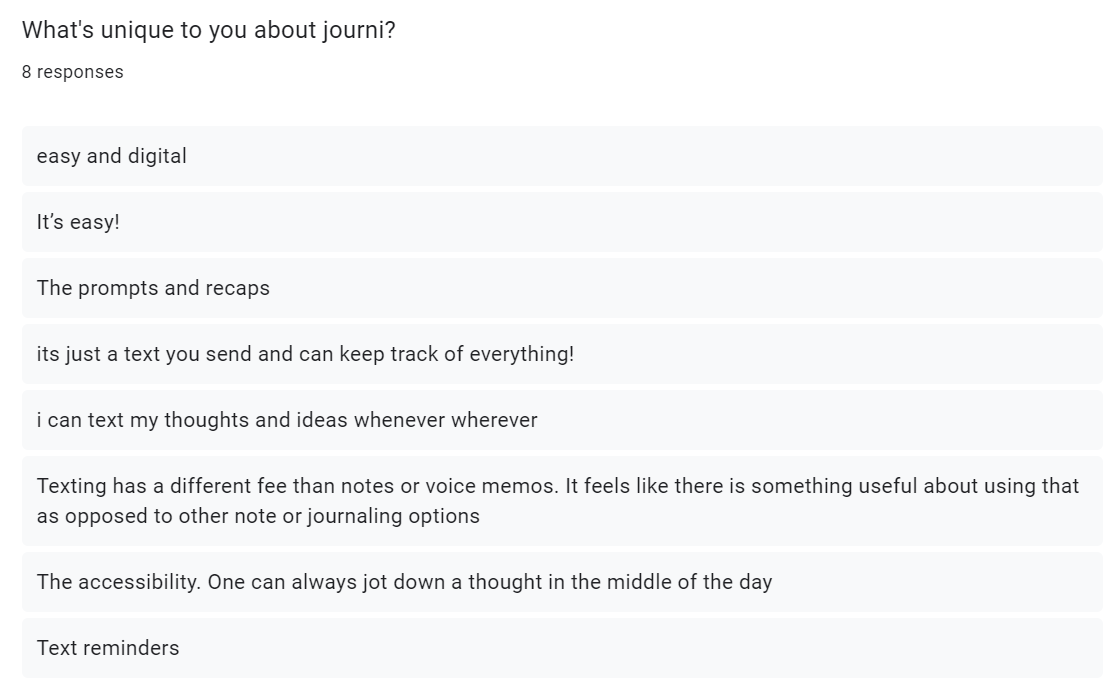 What's unique to you about journi?
8 responses
easy and digital
It’s easy!
The prompts and recaps
its just a text you send and can keep track of everything!
i can text my thoughts and ideas whenever wherever
Texting has a different fee than notes or voice memos. It feels like there is something useful about using that
as opposed to other note or journaling options
The accessibility. One can always jot down a thought in the middle of the day
Text reminders